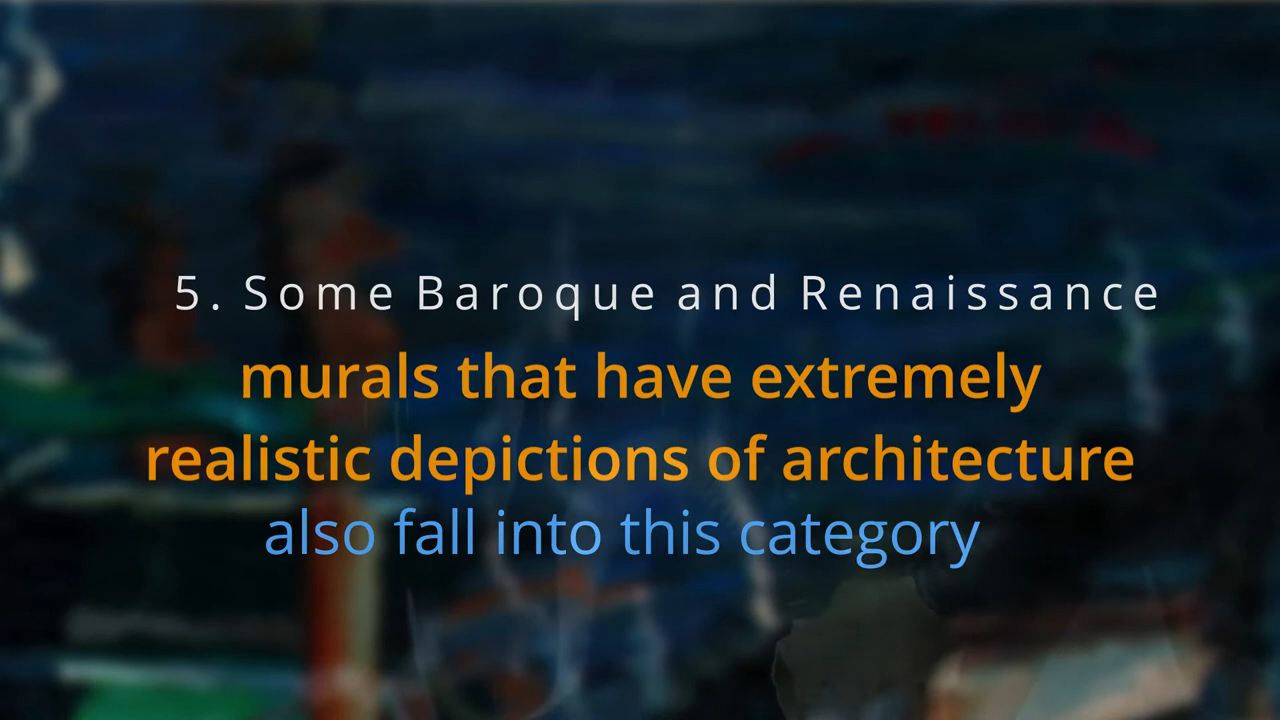 5. Some Baroque and Renaissance
murals that have extremely
realistic depictions of architecture
also fall into this category